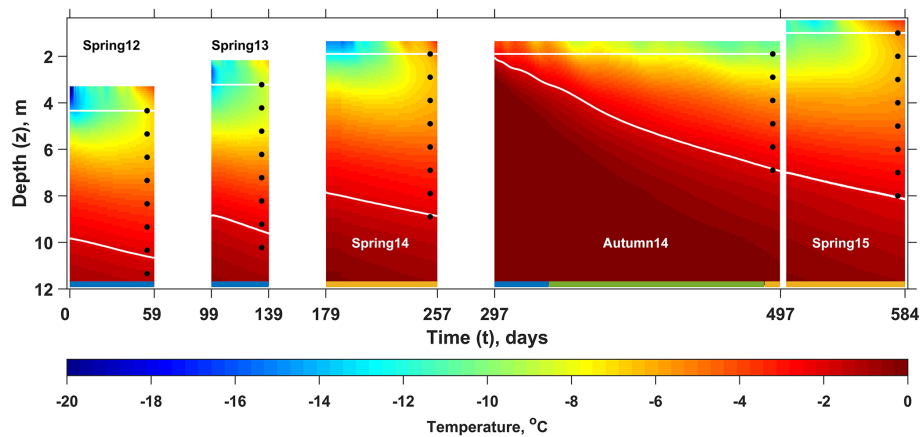 Spring12
Spring13
2
4
6
8
10
12
Depth (z), m
Spring14
Autumn14
Spring15
0 59 99 139 179 257 297 497 584
Time (t), days
-20 -18 -16 -14 -12 -10 -8 -6 -4 -2 0
Temperature, °C